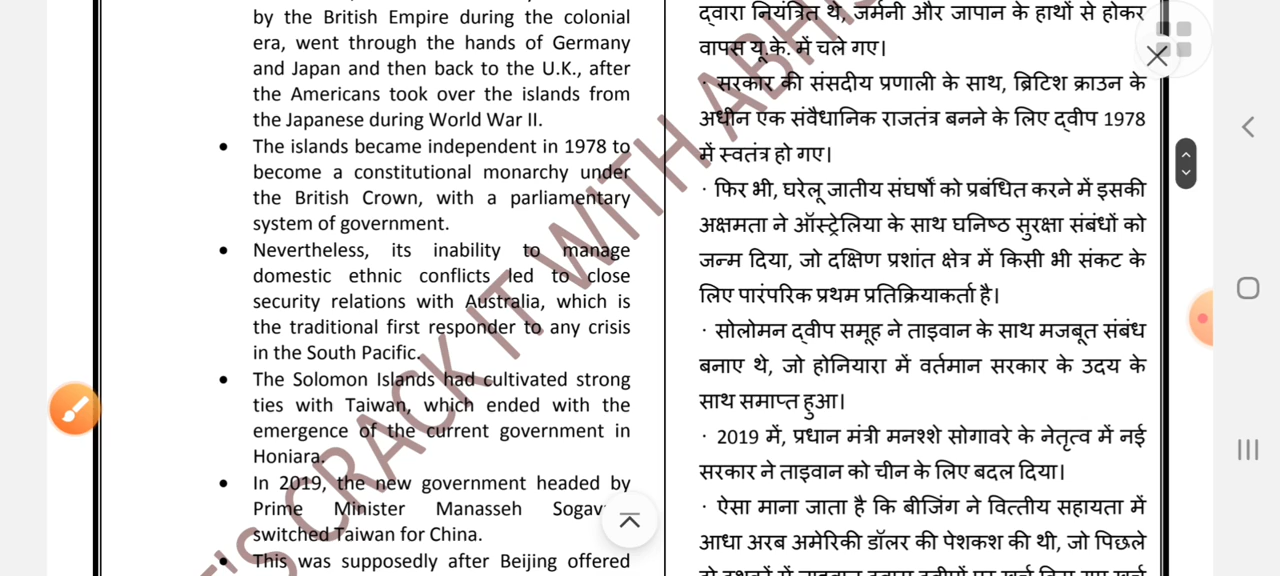 by the British Empire during the colonial
era, went through the hands of Germany
and Japan and then back to the U.K., after
the Americans took over the islands from
the Japanese during World War II.
• The islands became independent in 1978 to
become a constitutional monarchy under
the British Crown, with a parliamentary
system of government.
• Nevertheless, its inability to manage
domestic ethnic conflicts led to close
security relations with Australia, which is
the traditional first responder to any crisis
in the South Pacific.
• The Solomon Islands had cultivated strong
ties with Taiwan, which ended with the
emergence of the current government in
Honiara.
• In 2019, the new government headed by
Prime Minister Manasseh
switched Taiwan for China.
• This was supposedly after Beijing offered
द्वारा नियंत्रित थे, जर्मनी और जापान के हाथों से होकर
वापस यू.के. में चले गए।
· सरकार की संसदीय प्रणाली के साथ, ब्रिटिश क्राउन के
अधीन एक संवैधानिक राजतंत्र बनने के लिए द्वीप 1978
में स्वतंत्र हो गए।
· फिर भी, घरेलू जातीय संघर्षों को प्रबंधित करने में इसकी
अक्षमता ने ऑस्ट्रेलिया के साथ घनिष्ठ सुरक्षा संबंधों को
जन्म दिया, जो दक्षिण प्रशांत क्षेत्र में किसी भी संकट के
लिए पारंपरिक प्रथम प्रतिक्रियाकर्ता है।
· सोलोमन द्वीप समूह ने ताइवान के साथ मजबूत संबंध
बनाए थे, जो होनियारा में वर्तमान सरकार के उदय के
साथ समाप्त हुआ।
· 2019 में, प्रधान मंत्री मनश्शे सोगावरे के नेतृत्व में नई
सरकार ने ताइवान को चीन के लिए बदल दिया।
· ऐसा माना जाता है कि बीजिंग ने वित्तीय सहायता में
आधा अरब अमेरिकी डॉलर की पेशकश की थी, जो पिछले
CRACK IT WITH